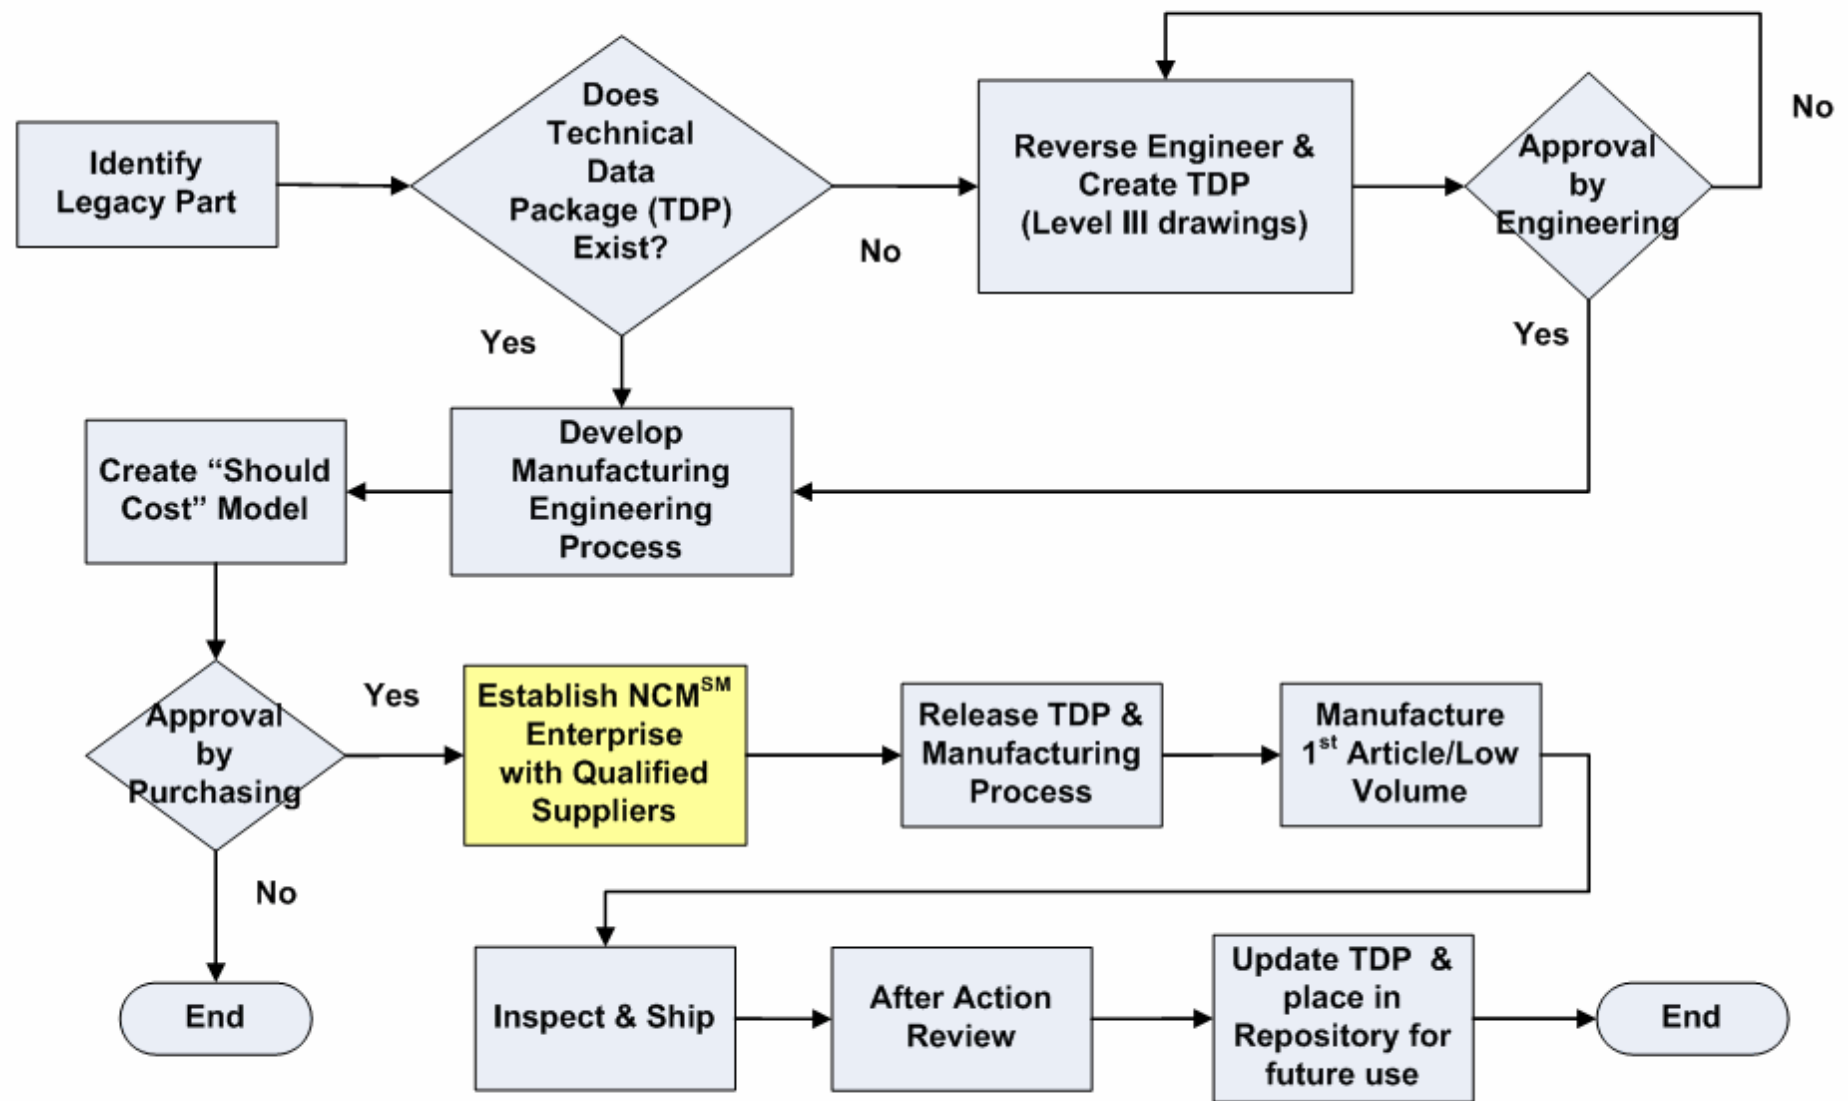 Identify
Legacy Part
Does
Technical
Data
Package (TDP)
Exist?
No
Yes
Reverse Engineer &
Create TDP
(Level III drawings)
Approval
by
Engineering
No
Yes
Develop
Manufacturing
Engineering
Process
Create “Should
Cost” Model
Approval
by
Purchasing
Yes
No
End
Establish NCM℠
Enterprise
with Qualified
Suppliers
Release TDP &
Manufacturing
Process
Manufacture
1st Article/Low
Volume
Inspect & Ship
After Action
Review
Update TDP &
place in
Repository for
future use
End